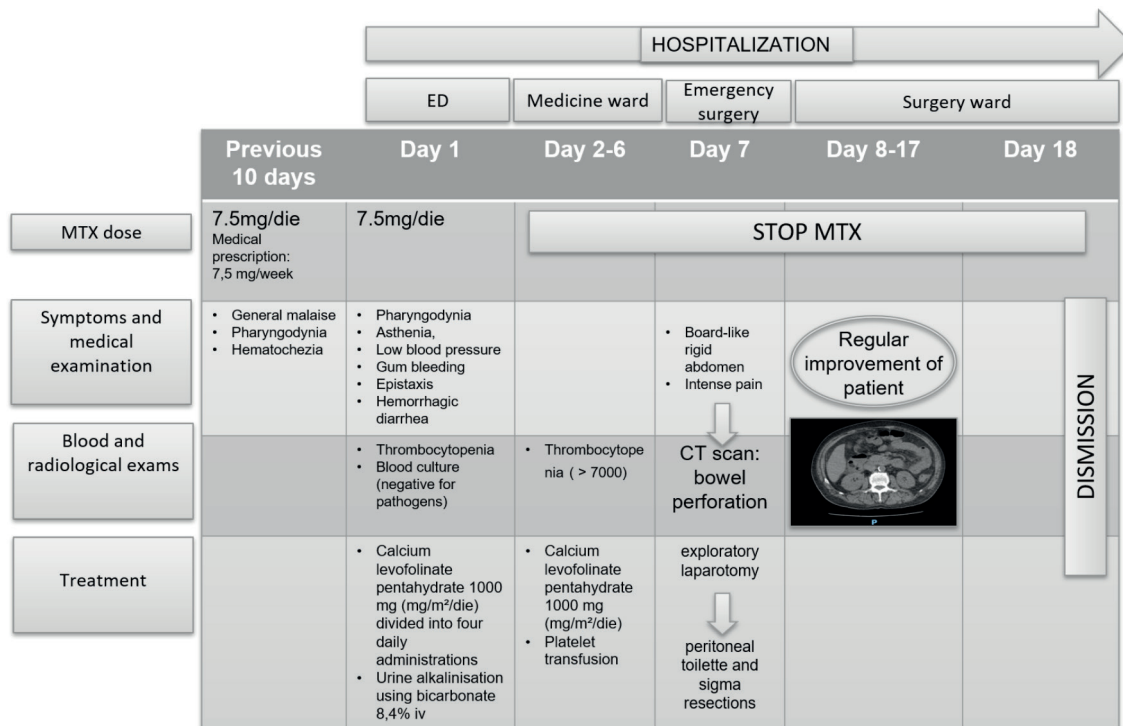 HOSPITALIZATION
ED
Medicine ward
Emergency
surgery
Surgery ward
Previous
10 days
Day 1
Day 2-6
Day 7
Day 8-17
Day 18
MTX dose
7.5mg/die
Medical
prescription:
7,5 mg/week
7.5mg/die
STOP MTX
Symptoms and
medical
examination
• General malaise
• Pharyngodynia
• Hematochezia
• Pharyngodynia
• Asthenia,
• Low blood pressure
• Gum bleeding
• Epistaxis
• Hemorrhagic
diarrhea
• Board-like
rigid
abdomen
• Intense pain
Regular
improvement of
patient
DISMISSION
Blood and
radiological exams
• Thrombocytopenia
• Blood culture
(negative for
pathogens)
• Thrombocytope
nia ( > 7000)
CT scan:
bowel
perforation
P
Treatment
• Calcium
levofolinate
pentahydrate 1000
mg (mg/m²/die)
divided into four
daily
administrations
• Urine alkalinisation
using bicarbonate
8,4% iv
• Calcium
levofolinate
pentahydrate
1000 mg
(mg/m²/die)
• Platelet
transfusion
exploratory
laparotomy
peritoneal
toilette and
sigma
resections